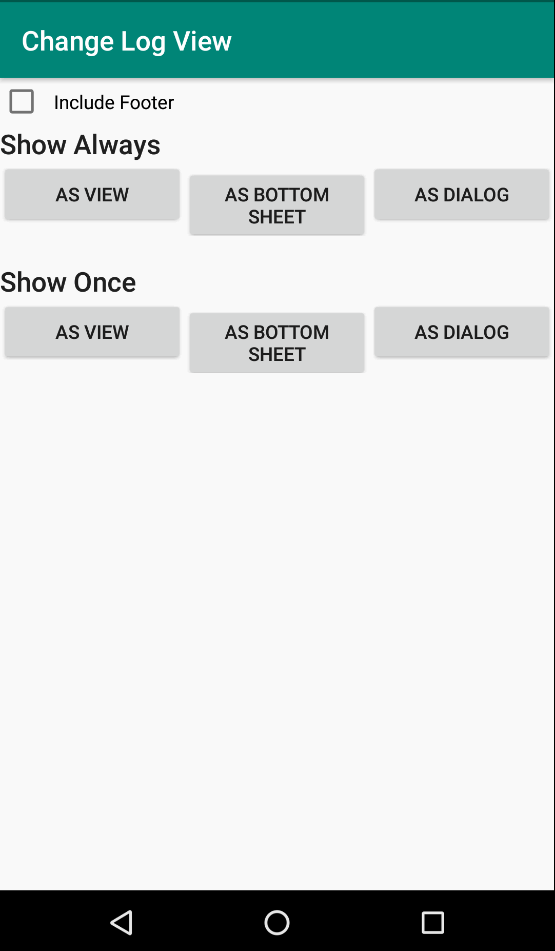 Change Log View
Include Footer
Show Always
AS VIEW
AS BOTTOM
SHEET
AS DIALOG
Show Once
AS VIEW
AS BOTTOM
SHEET
AS DIALOG